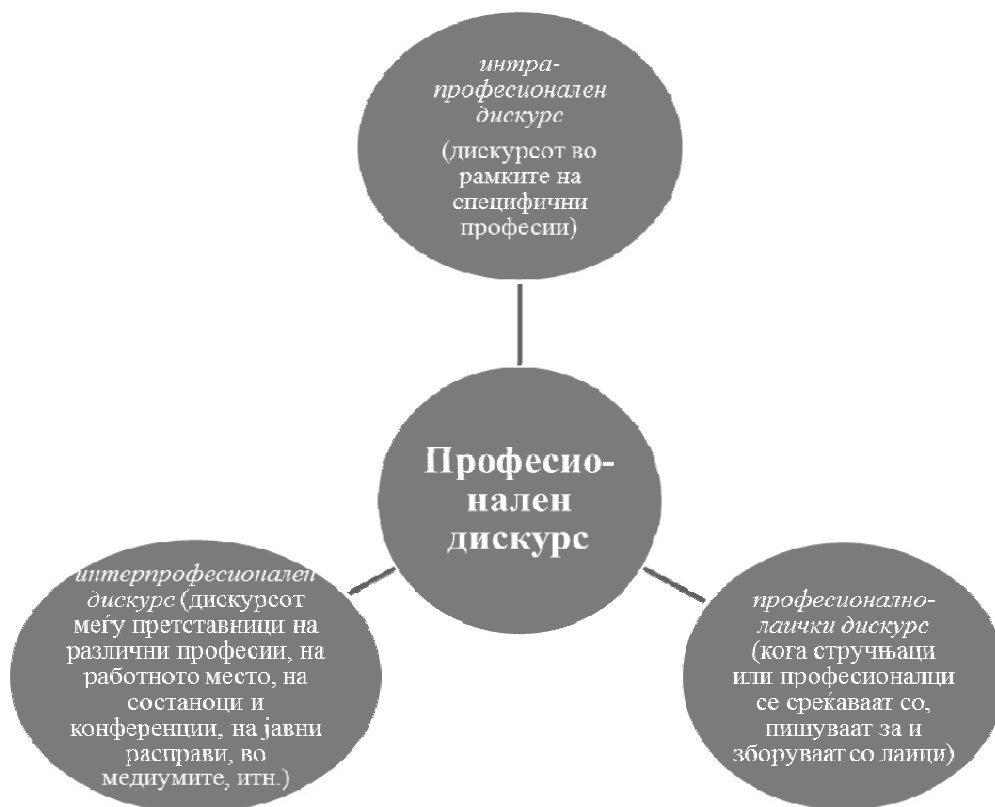 интра-
професионален
дискурс
(дискурсот во
рамките на
специфични
професии)
Професио-
нален
дискурс
интерпрофесионален
дискурс (дискурсот
меѓу претставници на
различни професии, на
работното место, на
состаноци и
конференции, на јавни
расправи, во
медиумите, итн.)
професионално-
лаички дискурс
(кога стручњаци
или професионалци
се среќаваат со,
пишуваат за и
зборуваат со лаици)